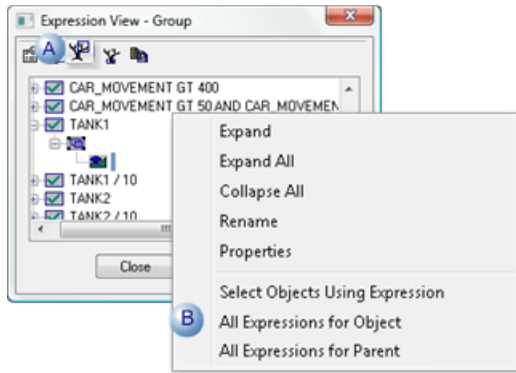 Expression View - Group
A
CAR_MOVEMENT GT 400
CAR_MOVEMENT GT 50 AND CAR_MOVEMEN
TANK1
TANK1 / 10
TANK2
TANK2 / 10
Close
Expand
Expand All
Collapse All
Rename
Properties
Select Objects Using Expression
B
All Expressions for Object
All Expressions for Parent